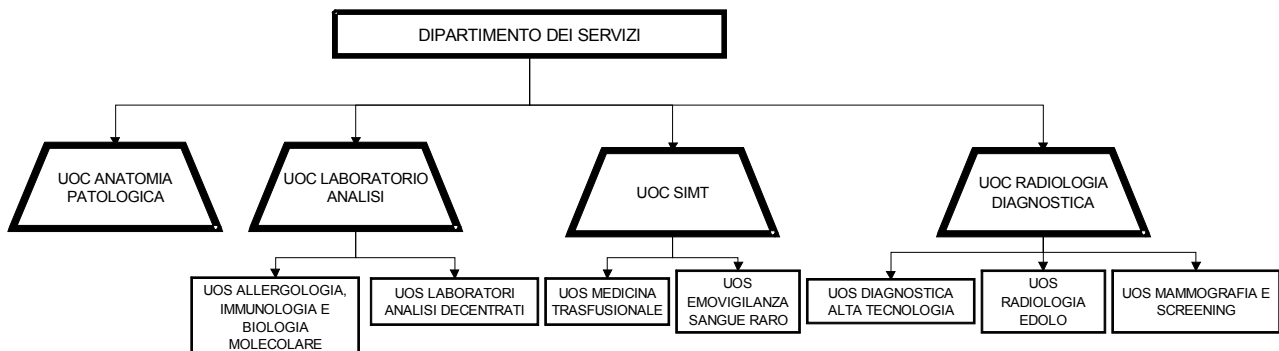 DIPARTIMENTO DEI SERVIZI
UOC ANATOMIA
PATOLOGICA
UOC LABORATORIO
ANALISI
UOC SIMT
UOC RADIOLOGIA
DIAGNOSTICA
UOS ALLERGOLOGIA,
IMMUNOLOGIA E
BIOLOGIA
MOLECOLARE
UOS LABORATORI
ANALISI DECENTRATI
UOS MEDICINA
TRASFUSIONALE
UOS
EMOVIGILANZA
SANGUE RARO
UOS DIAGNOSTICA
ALTA TECNOLOGIA
UOS
RADIOLOGIA
EDOLO
UOS MAMMOGRAFIA E
SCREENING